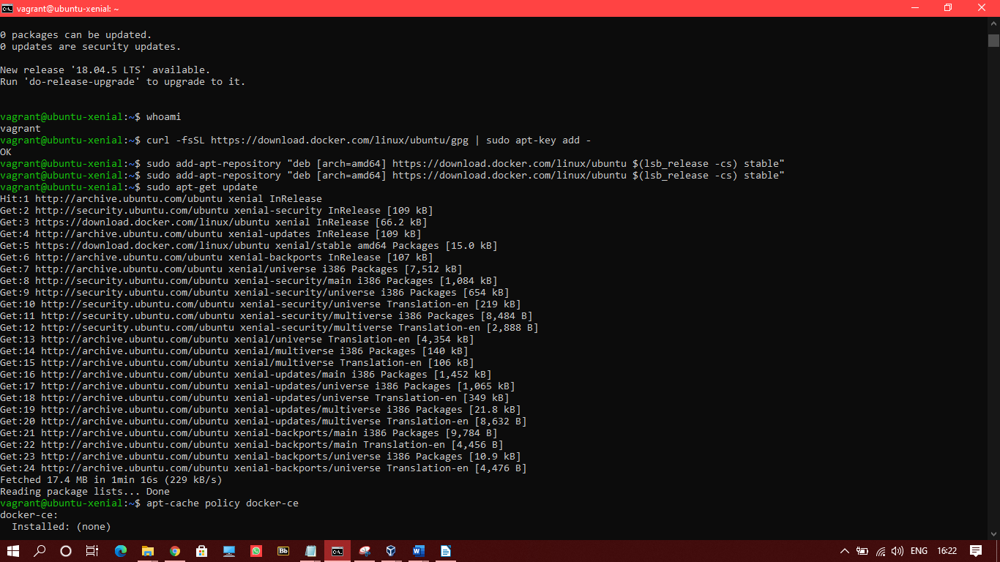 vagrant@ubuntu-xenial: ~
0 packages can be updated.
0 updates are security updates.
New release '18.04.5 LTS' available.
Run 'do-release-upgrade' to upgrade to it.
vagrant@ubuntu-xenial:~$ whoami
vagrant
vagrant@ubuntu-xenial:~$ curl -fsSL https://download.docker.com/linux/ubuntu/gpg | sudo apt-key add -
OK
vagrant@ubuntu-xenial:~$ sudo add-apt-repository "deb [arch=amd64] https://download.docker.com/linux/ubuntu $(lsb_release -cs) stable"
vagrant@ubuntu-xenial:~$ sudo add-apt-repository "deb [arch=amd64] https://download.docker.com/linux/ubuntu $(lsb_release -cs) stable"
vagrant@ubuntu-xenial:~$ sudo apt-get update
Hit:1 http://archive.ubuntu.com/ubuntu xenial InRelease
Get:2 http://security.ubuntu.com/ubuntu xenial-security InRelease [109 kB]
Get:3 https://download.docker.com/linux/ubuntu xenial InRelease [66.2 kB]
Get:4 http://archive.ubuntu.com/ubuntu xenial-updates InRelease [109 kB]
Get:5 https://download.docker.com/linux/ubuntu xenial/stable amd64 Packages [15.0 kB]
Get:6 http://archive.ubuntu.com/ubuntu xenial-backports InRelease [107 kB]
Get:7 http://archive.ubuntu.com/ubuntu xenial/universe i386 Packages [7,512 kB]
Get:8 http://security.ubuntu.com/ubuntu xenial-security/main i386 Packages [1,084 kB]
Get:9 http://security.ubuntu.com/ubuntu xenial-security/universe i386 Packages [654 kB]
Get:10 http://security.ubuntu.com/ubuntu xenial-security/universe Translation-en [219 kB]
Get:11 http://security.ubuntu.com/ubuntu xenial-security/multiverse i386 Packages [8,484 B]
Get:12 http://security.ubuntu.com/ubuntu xenial-security/multiverse Translation-en [2,888 B]
Get:13 http://archive.ubuntu.com/ubuntu xenial/universe Translation-en [4,354 kB]
Get:14 http://archive.ubuntu.com/ubuntu xenial/multiverse i386 Packages [140 kB]
Get:15 http://archive.ubuntu.com/ubuntu xenial/multiverse Translation-en [106 kB]
Get:16 http://archive.ubuntu.com/ubuntu xenial-updates/main i386 Packages [1,452 kB]
Get:17 http://archive.ubuntu.com/ubuntu xenial-updates/universe i386 Packages [1,065 kB]
Get:18 http://archive.ubuntu.com/ubuntu xenial-updates/universe Translation-en [349 kB]
Get:19 http://archive.ubuntu.com/ubuntu xenial-updates/multiverse i386 Packages [21.8 kB]
Get:20 http://archive.ubuntu.com/ubuntu xenial-updates/multiverse Translation-en [8,632 B]
Get:21 http://archive.ubuntu.com/ubuntu xenial-backports/main i386 Packages [9,784 B]
Get:22 http://archive.ubuntu.com/ubuntu xenial-backports/main Translation-en [4,456 B]
Get:23 http://archive.ubuntu.com/ubuntu xenial-backports/universe i386 Packages [10.9 kB]
Get:24 http://archive.ubuntu.com/ubuntu xenial-backports/universe Translation-en [4,476 B]
Fetched 17.4 MB in 1min 16s (229 kB/s)
Reading package lists... Done
vagrant@ubuntu-xenial:~$ apt-cache policy docker-ce
docker-ce:
  Installed: (none)
Bb
ENG 16:22